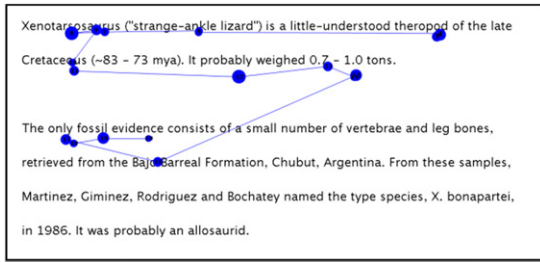 Xenotarsosaurus ("strange-ankle lizard") is a little-understood theropod of the late
Cretaceous (~83 – 73 mya). It probably weighed 0.7 – 1.0 tons.
The only fossil evidence consists of a small number of vertebrae and leg bones,
retrieved from the Bajo Barreal Formation, Chubut, Argentina. From these samples,
Martinez, Giminez, Rodriguez and Bochatey named the type species, X. bonapartei,
in 1986. It was probably an allosaurid.